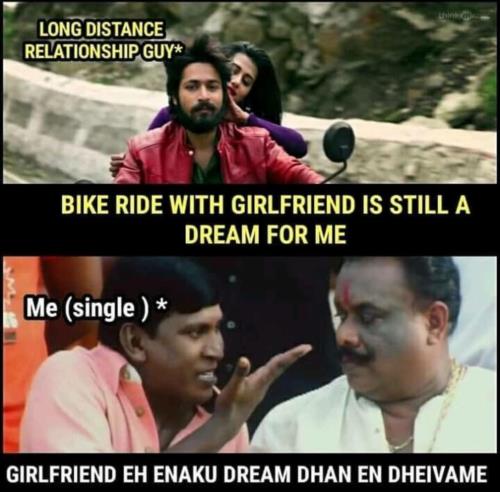 think
LONG DISTANCE
RELATIONSHIP GUY*
BIKE RIDE WITH GIRLFRIEND IS STILL A
DREAM FOR ME
Me (single ) *
GIRLFRIEND EH ENAKU DREAM DHAN EN DHEIVAME